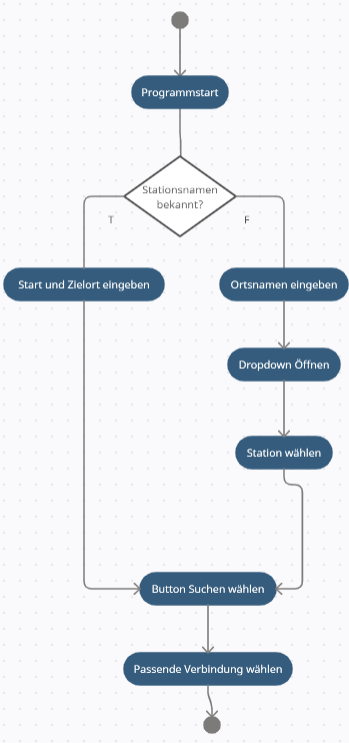 Programmstart
Stationsnamen
bekannt?
T
F
Start und Zielort eingeben
Ortsnamen eingeben
Dropdown Öffnen
Station wählen
Button Suchen wählen
Passende Verbindung wählen